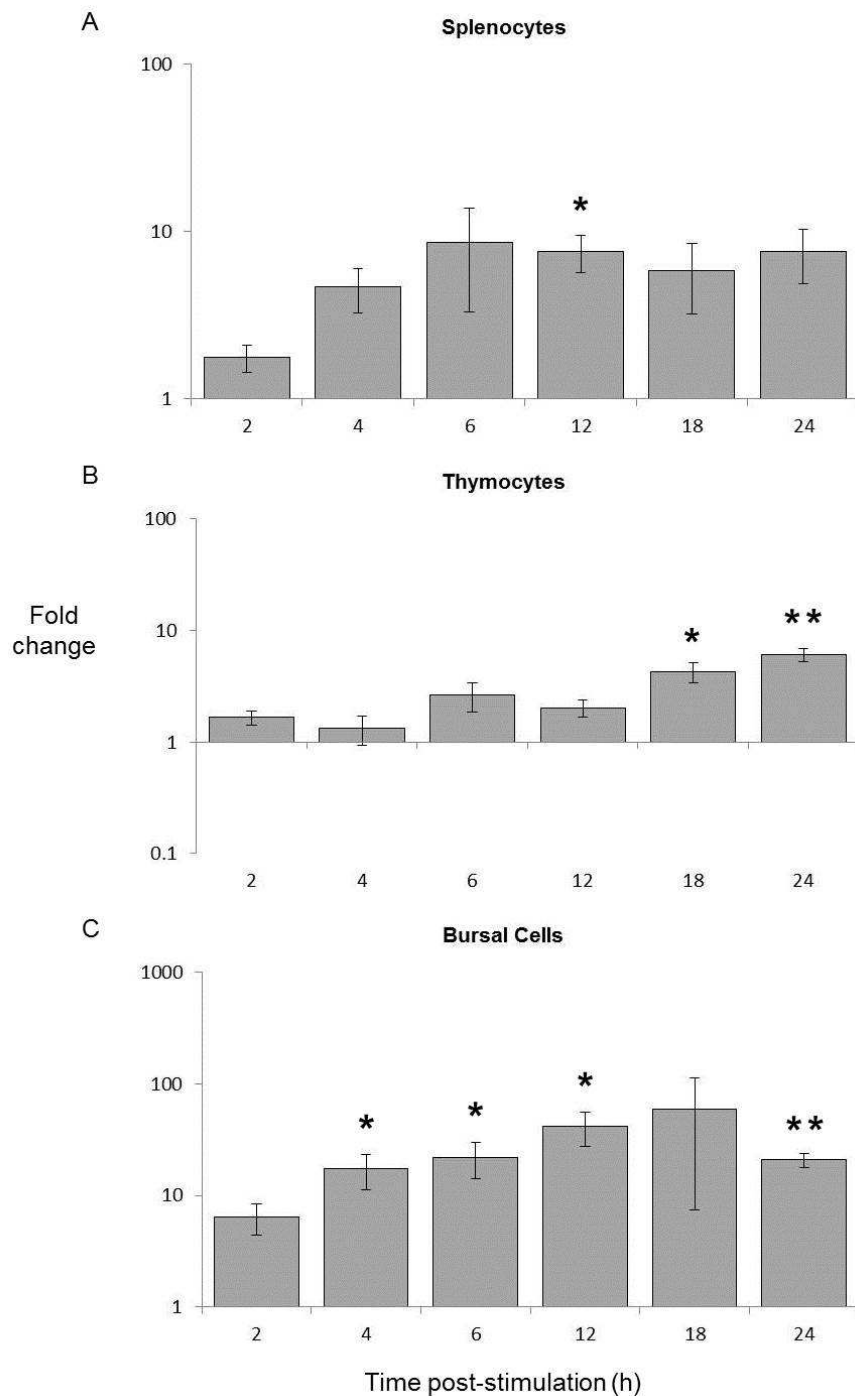 A
Splenocytes
100
10
1
*
2 4 6 12 18 24
B
Thymocytes
100
10
1
0.1
* **
2 4 6 12 18 24
Fold
change
C
Bursal Cells
1000
100
10
1
* * * **
2 4 6 12 18 24
Time post-stimulation (h)